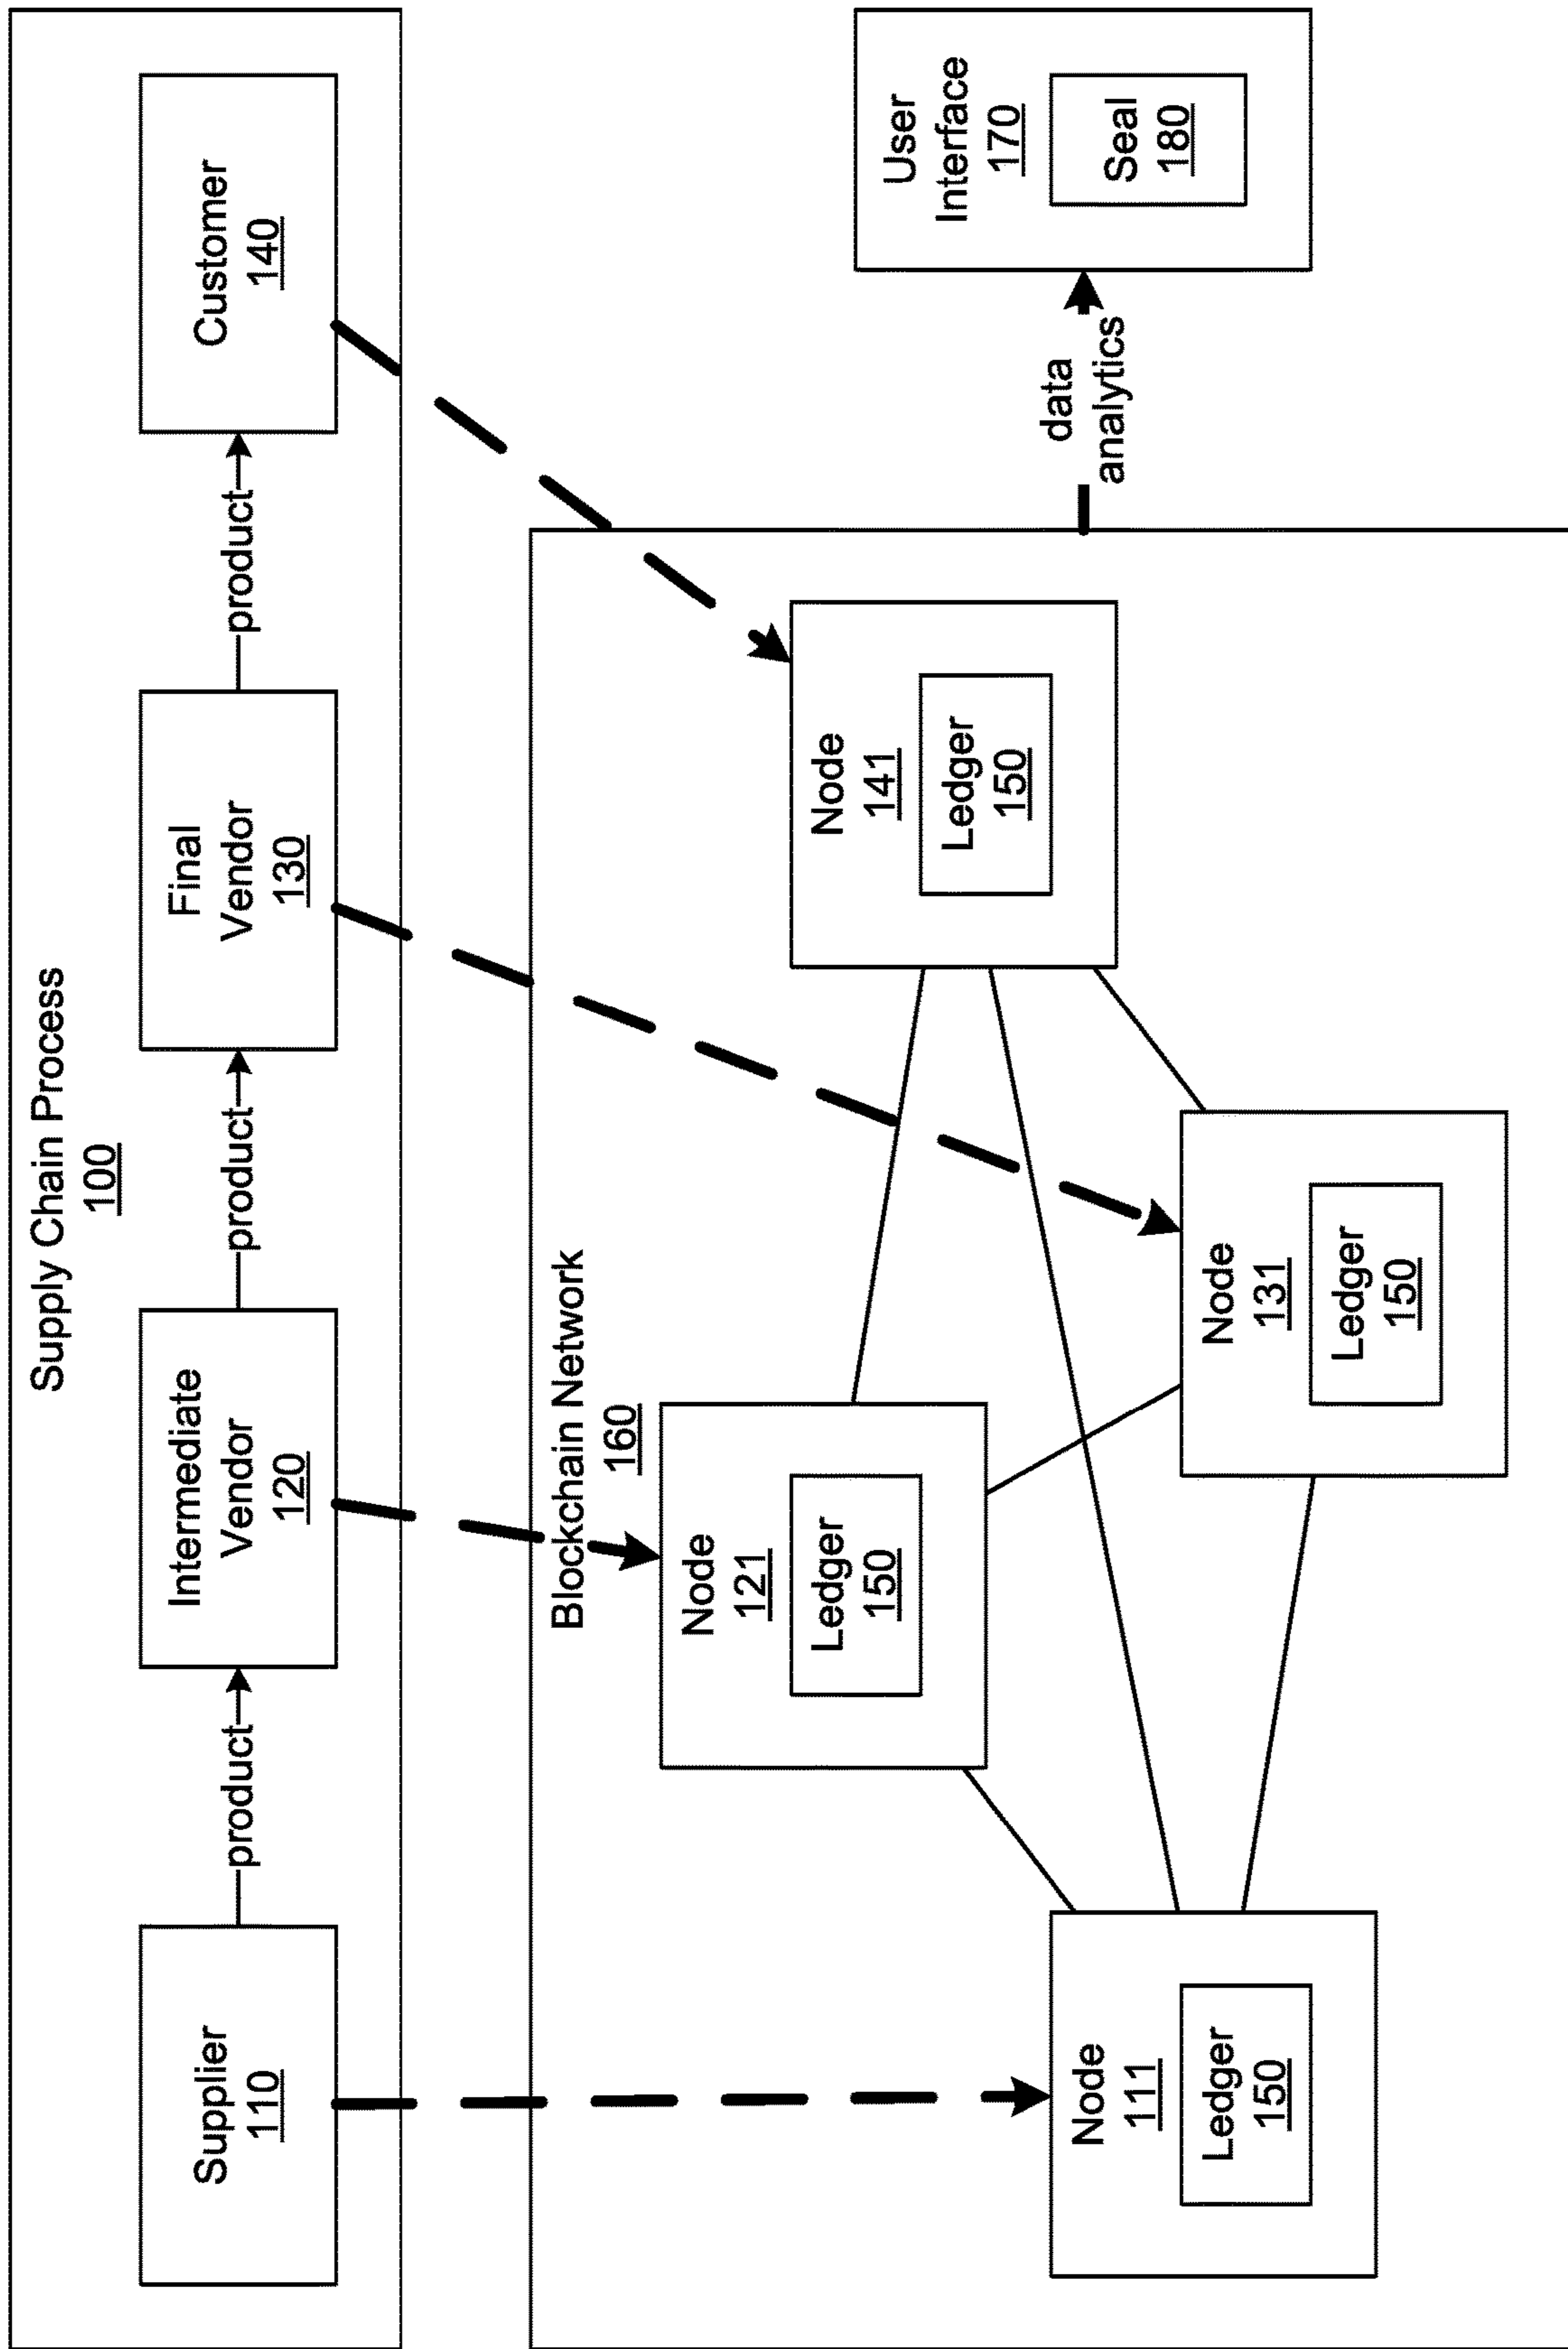 Supply Chain Process
100
Supplier
110
product
Intermediate
Vendor
120
product
Final
Vendor
130
product
Customer
140
Blockchain Network
160
Node
111
Ledger
150
Node
121
Ledger
150
Node
131
Ledger
150
Node
141
Ledger
150
data
analytics
User
Interface
170
Seal
180